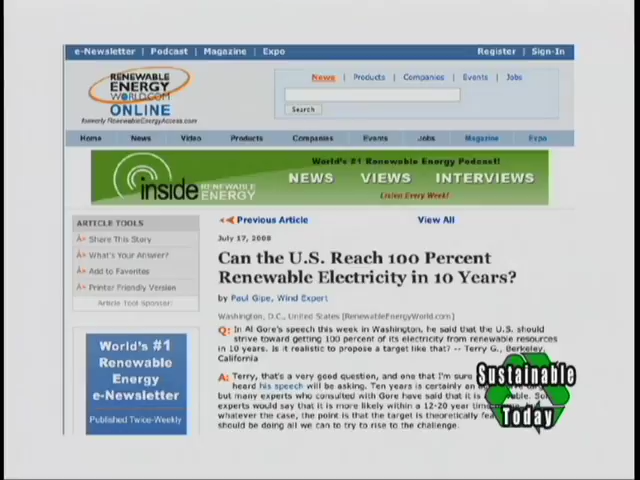 e-Newsletter | Podcast | Magazine | Expo
Register | Sign-In
RENEWABLE
ENERGY
WORLD.COM
ONLINE
formerly RenewableEnergyAccess.com
News | Products | Companies | Events | Jobs
Search
Home News Video Products Companies Events Jobs Magazine Expo
World's #1 Renewable Energy Podcast!
inside RENEWABLE ENERGY
NEWS VIEWS INTERVIEWS
Listen Every Week!
ARTICLE TOOLS
Share This Story
What's Your Answer?
Add to Favorites
Printer Friendly Version
Article Tool Sponsor:
World's #1
Renewable
Energy
e-Newsletter
Published Twice-Weekly
Previous Article
View All
July 17, 2008
Can the U.S. Reach 100 Percent
Renewable Electricity in 10 Years?
by Paul Gipe, Wind Expert
Washington, D.C., United States [RenewableEnergyWorld.com]
Q: In Al Gore's speech this week in Washington, he said that the U.S. should
strive toward getting 100 percent of its electricity from renewable resources
in 10 years. Is it realistic to propose a target like that? -- Terry G., Berkeley,
California
A: Terry, that's a very good question, and one that I'm sure
heard his speech will be asking. Ten years is certainly an
but many experts who consulted with Gore have said that it is
experts would say that it is more likely within a 12-20 year
whatever the case, the point is that the target is theoretically
should be doing all we can to try to rise to the challenge.
Sustainable
Today